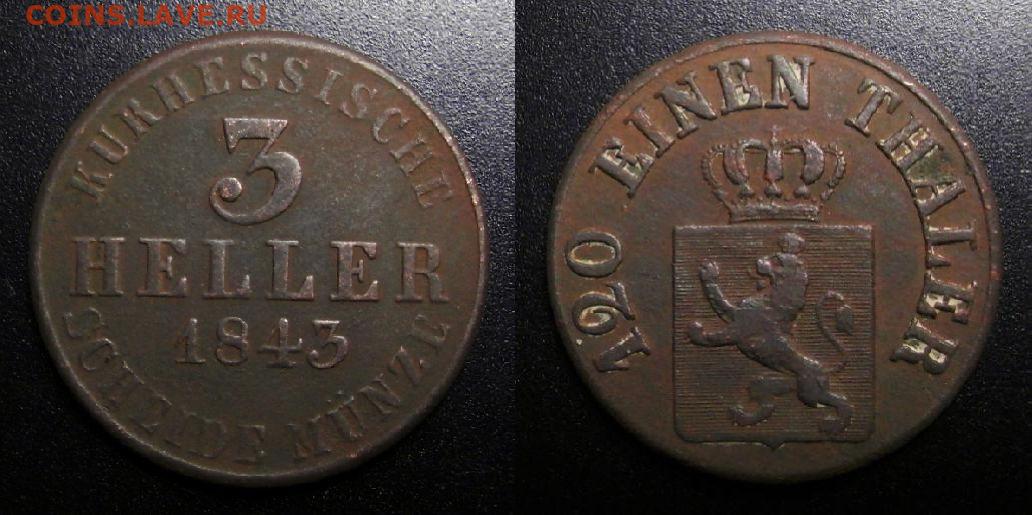 COINS.LAVE.RU
KURHESSISCHE
3
HELLER
1843
SCHEIDE MÜNZE
120 EINEN THALER